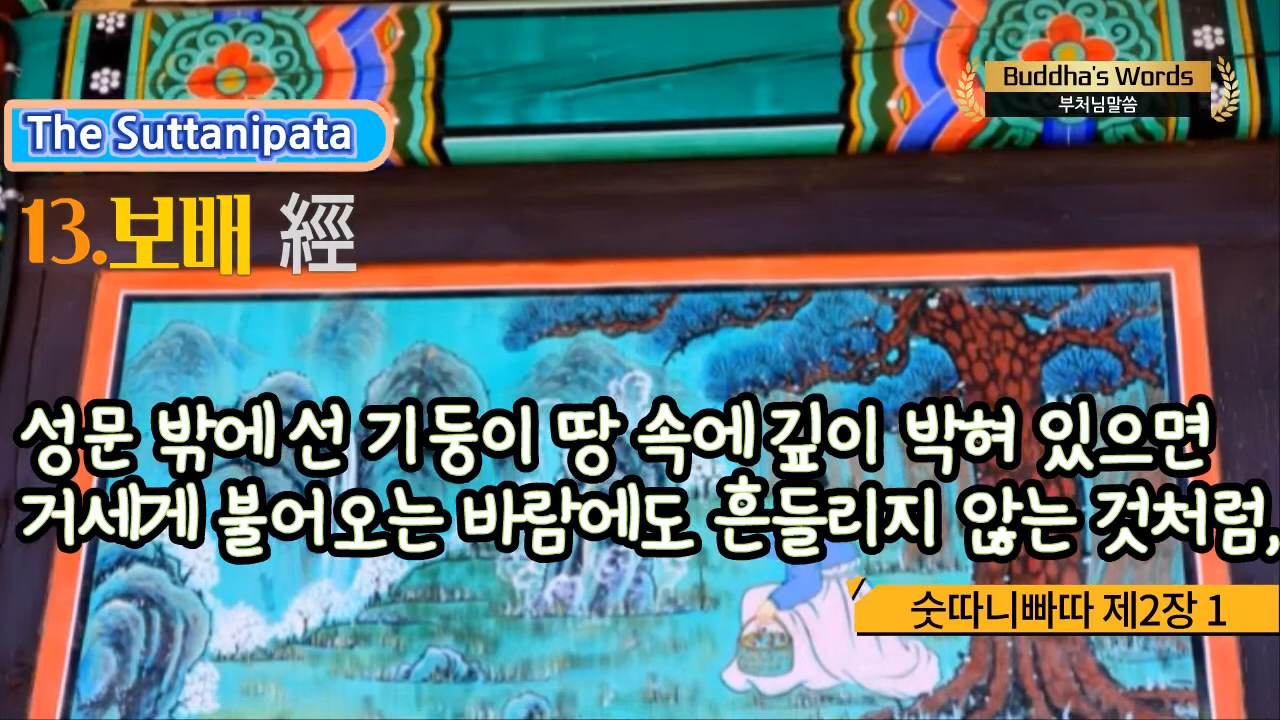 Buddha's Words
부처님말씀
The Suttanipata
13.보배 經
성문 밖에 선 기둥이 땅 속에 깊이 박혀 있으면
거세게 불어오는 바람에도 흔들리지 않는 것처럼,
숫따니빠따 제2장 1